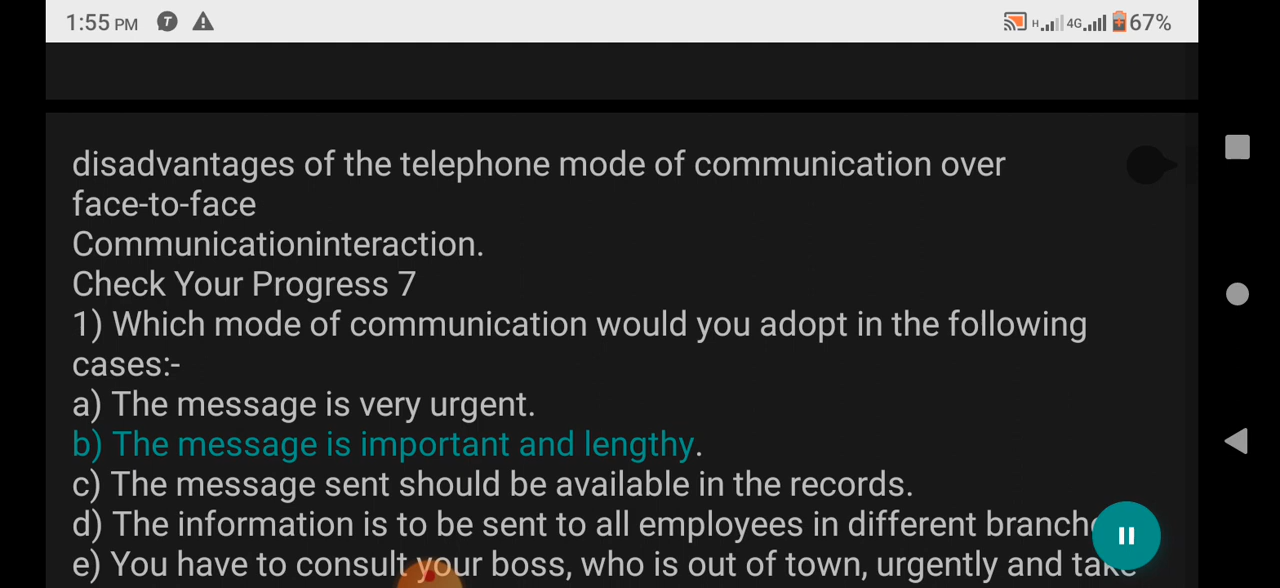 1:55 PM T H 4G 67%
disadvantages of the telephone mode of communication over
face-to-face
Communicationinteraction.
Check Your Progress 7
1) Which mode of communication would you adopt in the following
cases:-
a) The message is very urgent.
b) The message is important and lengthy.
c) The message sent should be available in the records.
d) The information is to be sent to all employees in different
e) You have to consult your boss, who is out of town, urgently and